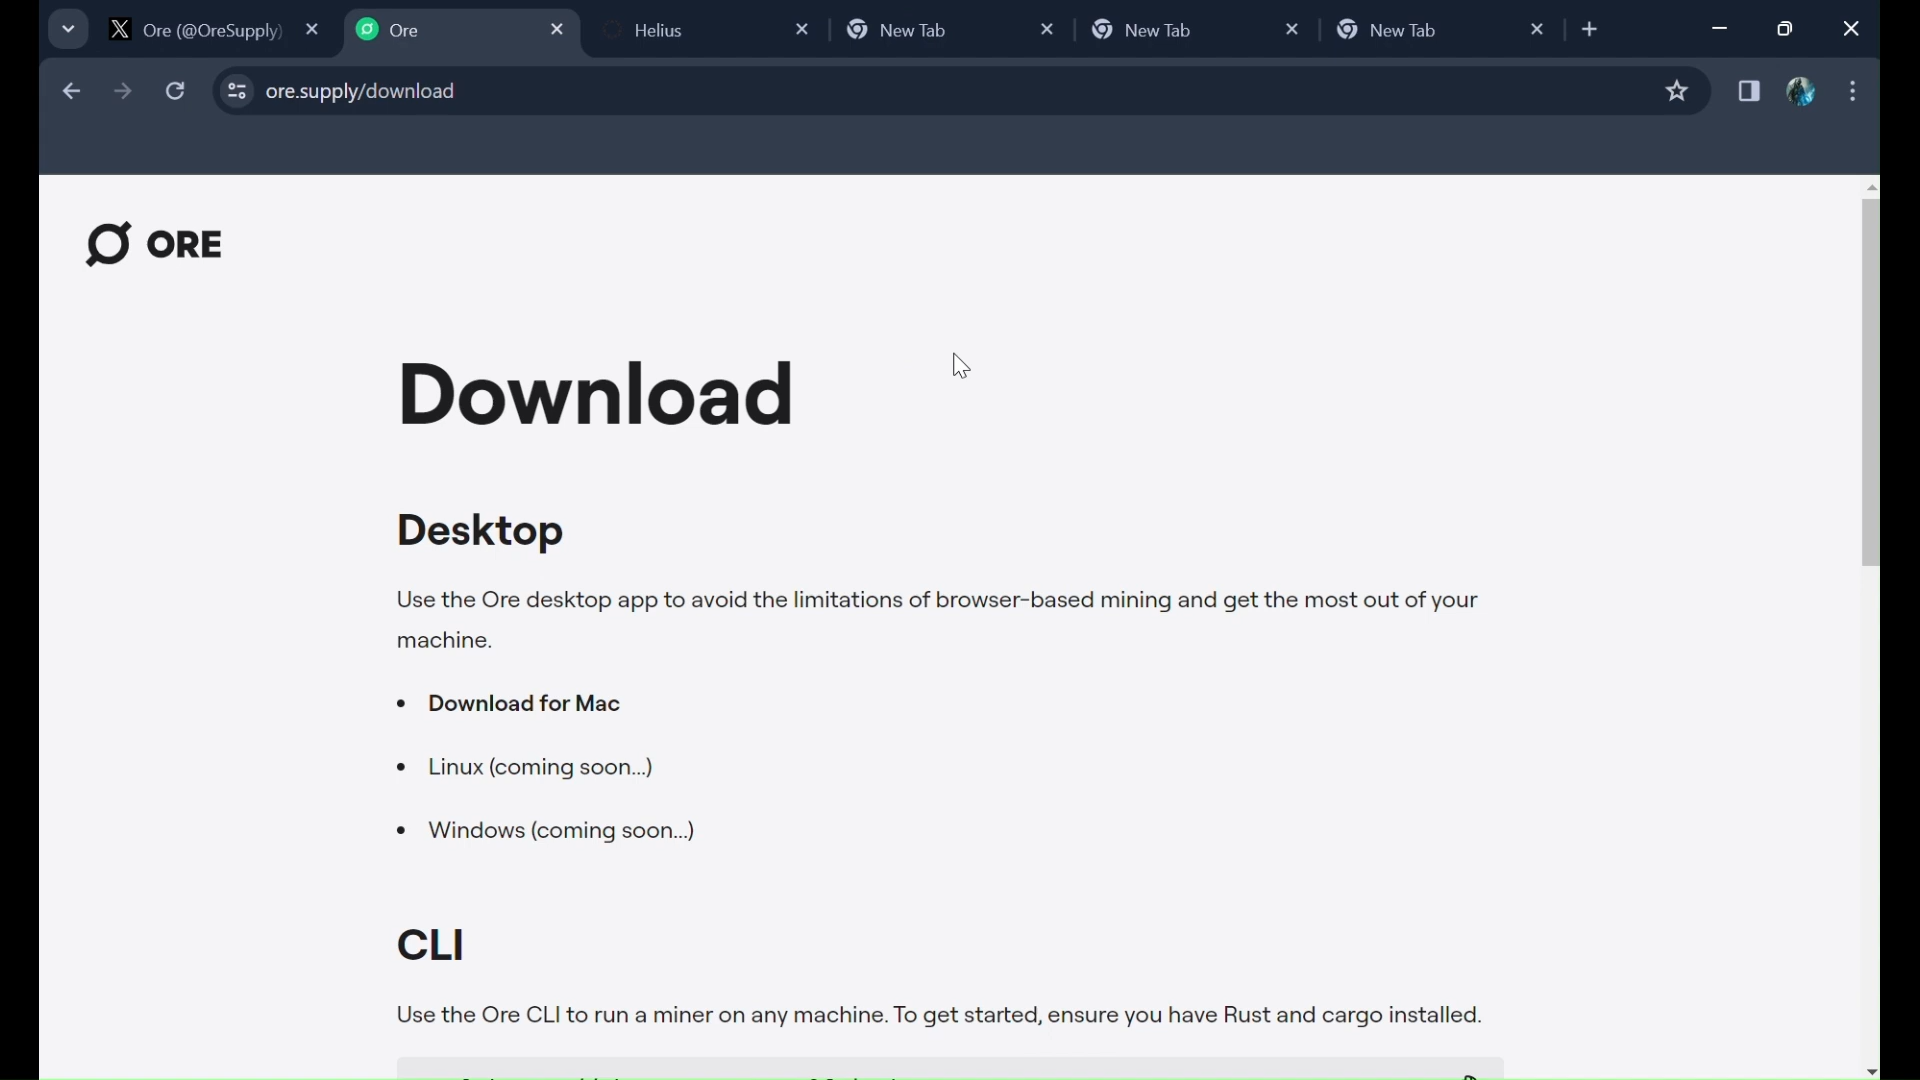 Ore (@OreSupply)
Ore
Helius
New Tab
New Tab
New Tab
ore.supply/download
ORE
Download
Desktop
Use the Ore desktop app to avoid the limitations of browser-based mining and get the most out of your
machine.
• Download for Mac
• Linux (coming soon...)
• Windows (coming soon...)
CLI
Use the Ore CLI to run a miner on any machine. To get started, ensure you have Rust and cargo installed.